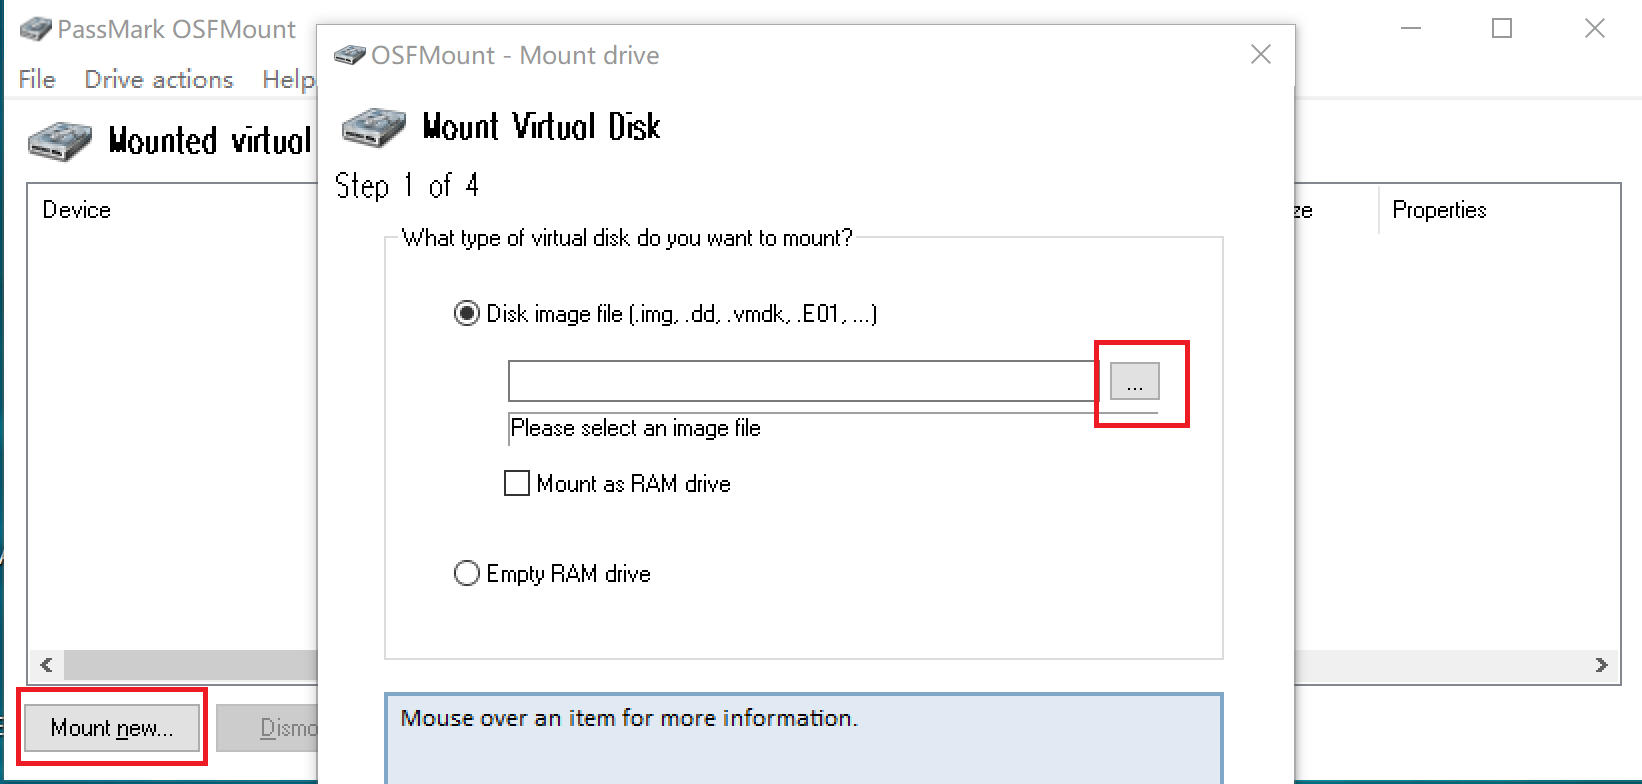 PassMark OSFMount
File Drive actions Help
Mounted virtual
Device
ze Properties
Mount new...
Dismo
OSFMount - Mount drive
Mount Virtual Disk
Step 1 of 4
What type of virtual disk do you want to mount?
Disk image file (.img, .dd, .vmdk, .E01, ...)
...
Please select an image file
Mount as RAM drive
Empty RAM drive
Mouse over an item for more information.